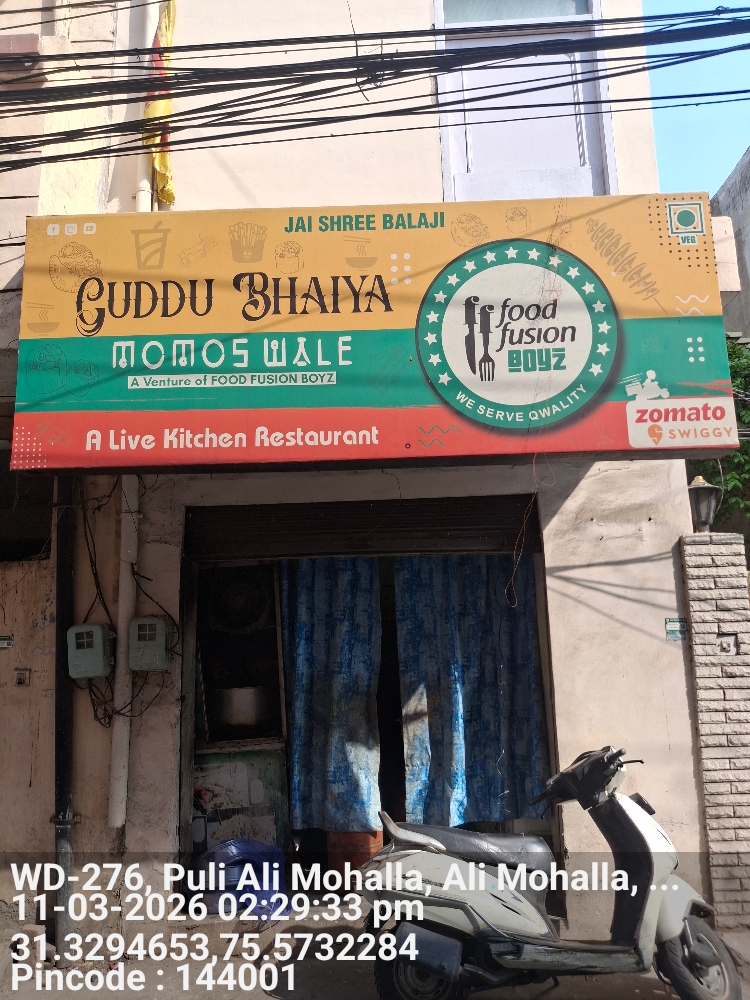 JAI SHREE BALAJI
VEG
GUDDU BHAIYA
MOMOS WALE
A Venture of FOOD FUSION BOYZ
A Live Kitchen Restaurant
ff food
fusion
BOYZ
WE SERVE QWALITY
zomato
SWIGGY
WD-276, Puli Ali Mohalla, Ali Mohalla, ...
11-03-2026 02:29:33 pm
31.3294653,75.5732284
Pincode : 144001